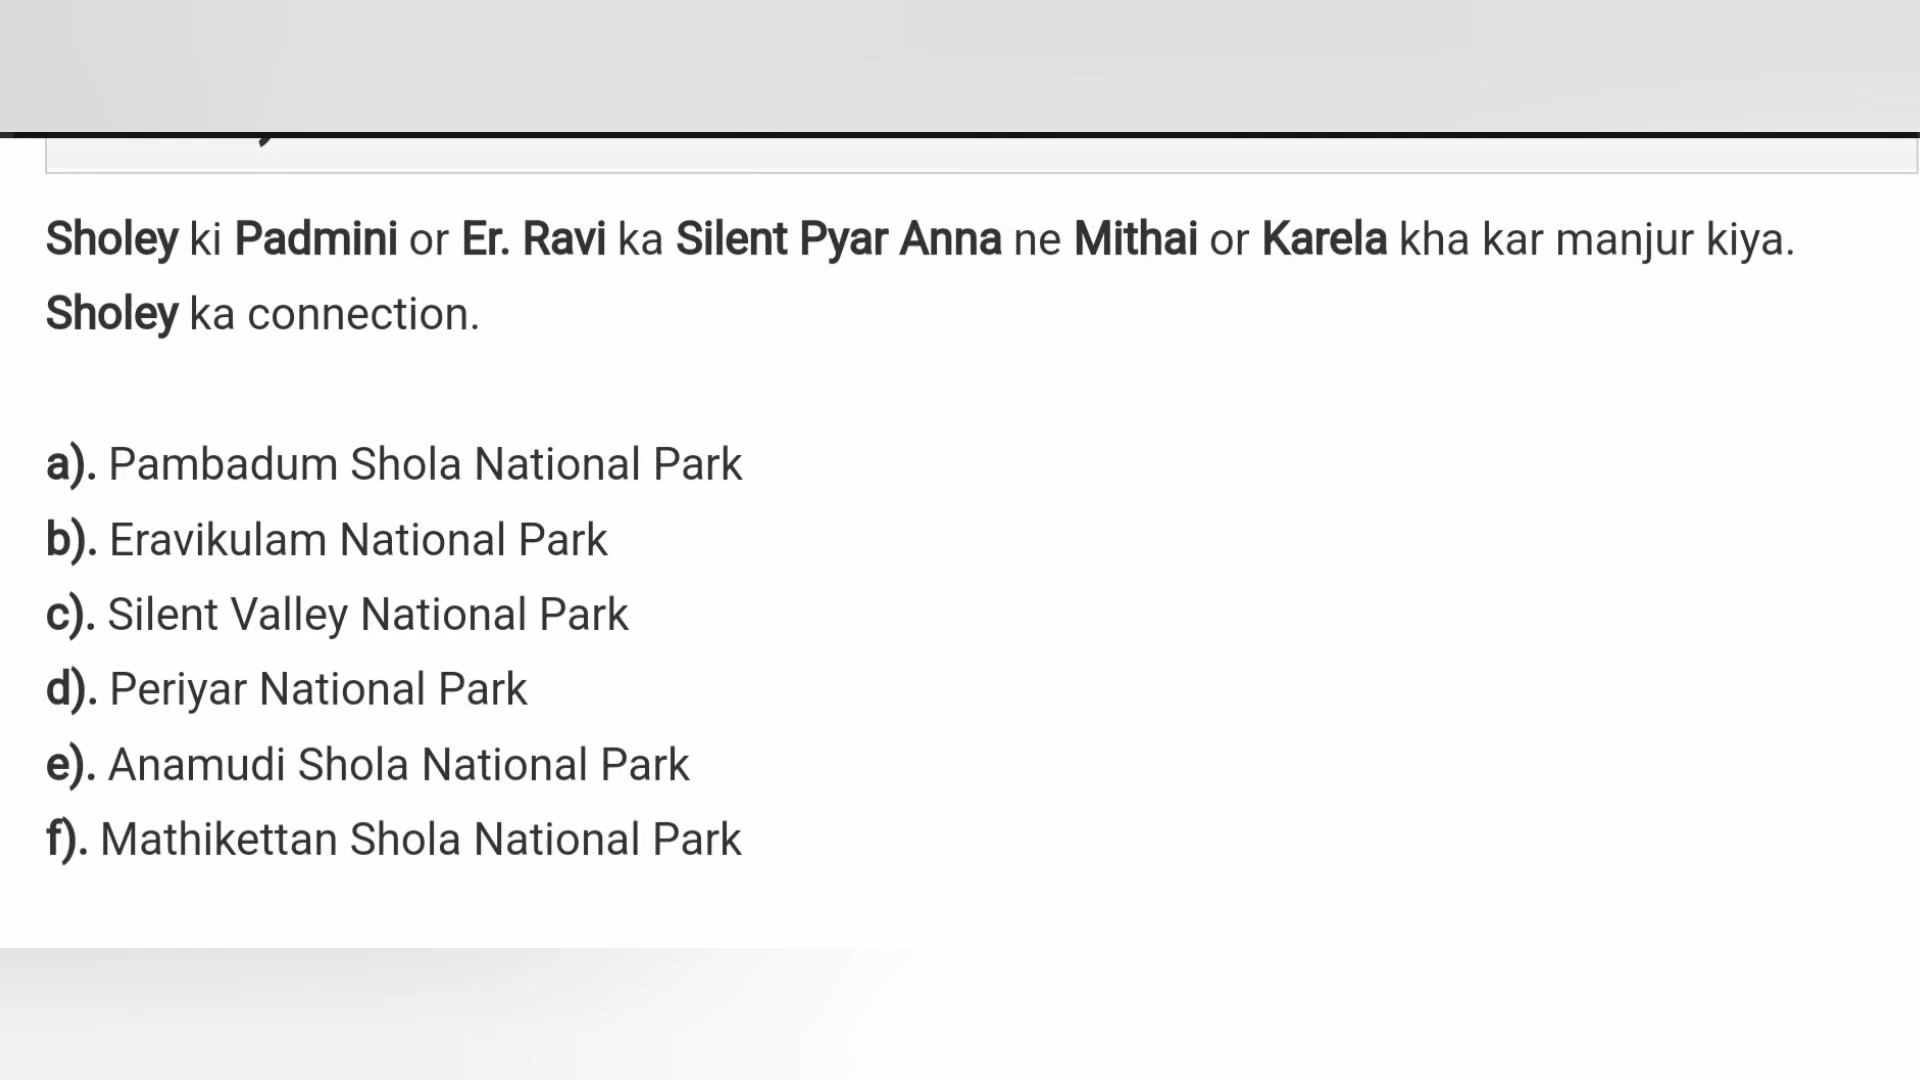 Sholey ki Padmini or Er. Ravi ka Silent Pyar Anna ne Mithai or Karela kha kar manjur kiya.
Sholey ka connection.
a). Pambadum Shola National Park
b). Eravikulam National Park
c). Silent Valley National Park
d). Periyar National Park
e). Anamudi Shola National Park
f). Mathikettan Shola National Park